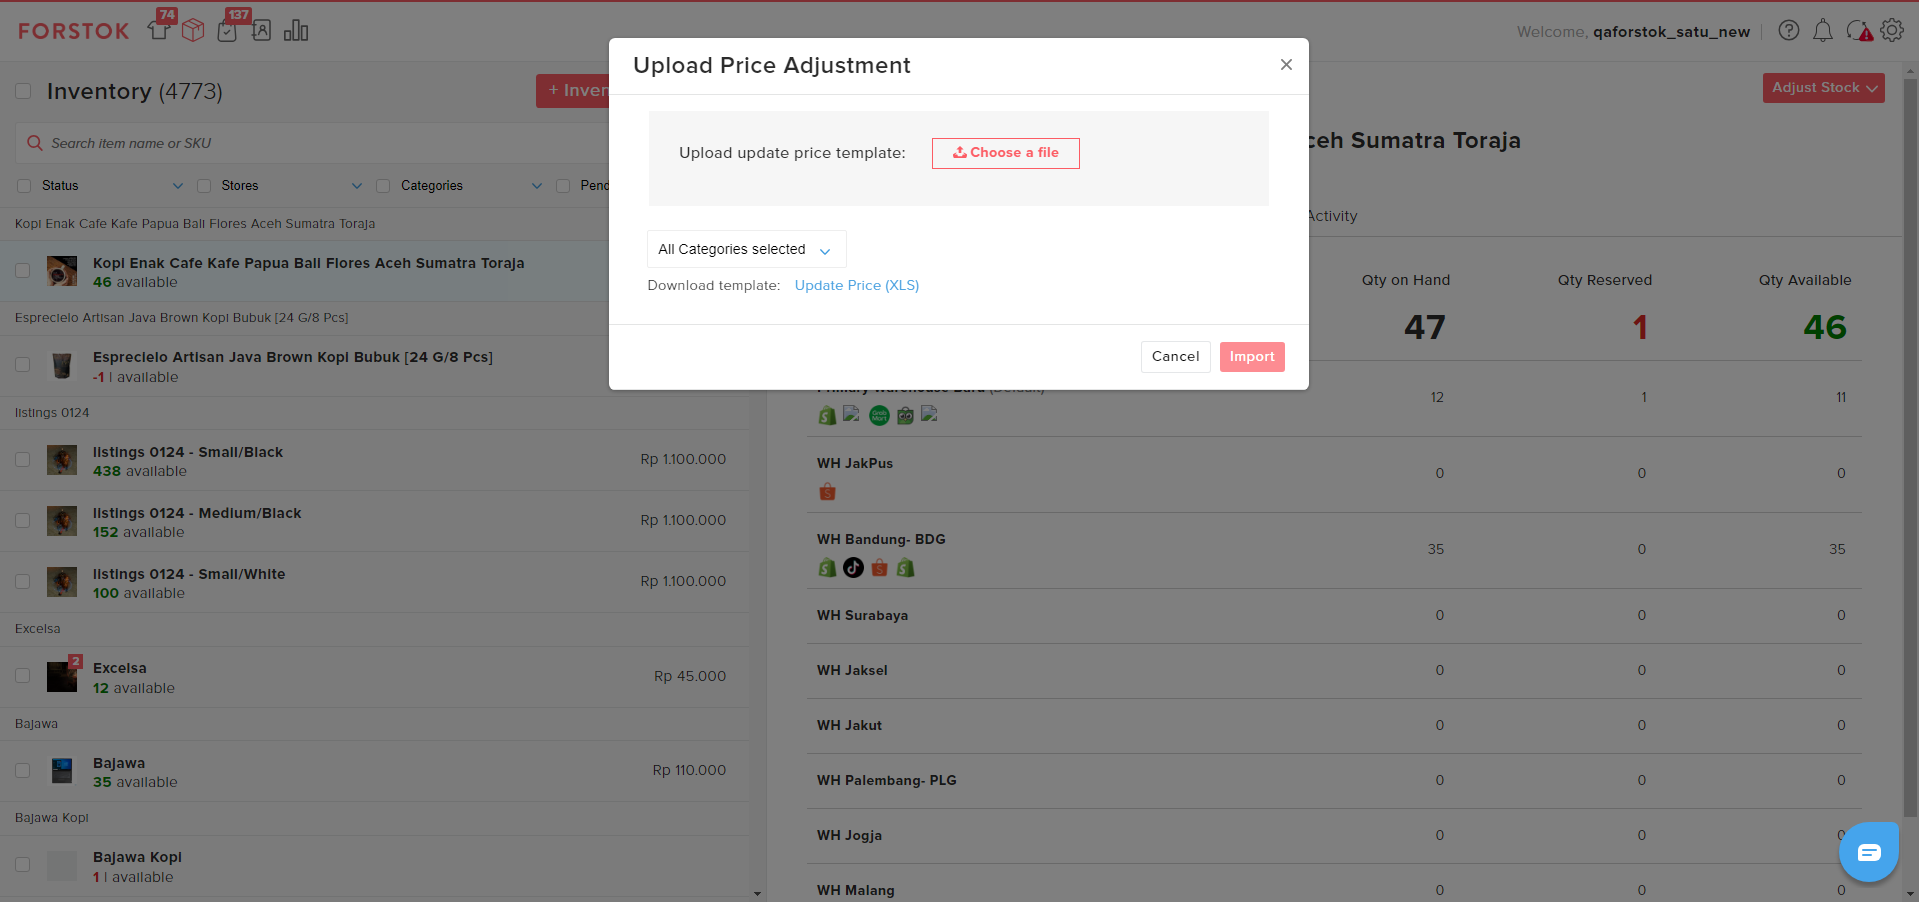 FORSTOK
74
137
Welcome, qaforstok_satu_new
Inventory (4773)
+ Inven
Search item name or SKU
Status
Stores
Categories
Pend
Kopi Enak Cafe Kafe Papua Bali Flores Aceh Sumatra Toraja
Kopi Enak Cafe Kafe Papua Bali Flores Aceh Sumatra Toraja
46 available
Esprecielo Artisan Java Brown Kopi Bubuk [24 G/8 Pcs]
Esprecielo Artisan Java Brown Kopi Bubuk [24 G/8 Pcs]
-1 | available
listings 0124
listings 0124 - Small/Black
438 available
Rp 1.100.000
listings 0124 - Medium/Black
152 available
Rp 1.100.000
listings 0124 - Small/White
100 available
Rp 1.100.000
Excelsa
2
Excelsa
12 available
Rp 45.000
Bajawa
Bajawa
35 available
Rp 110.000
Bajawa Kopi
Bajawa Kopi
1 | available
Upload Price Adjustment
Upload update price template:
Choose a file
All Categories selected
Download template:
Update Price (XLS)
Cancel
Import
Adjust Stock
ceh Sumatra Toraja
Activity
Qty on Hand
Qty Reserved
Qty Available
47
1
46
Primary Warehouse Baru (Default)
12
1
11
WH JakPus
0
0
0
WH Bandung- BDG
35
0
35
WH Surabaya
0
0
0
WH Jaksel
0
0
0
WH Jakut
0
0
0
WH Palembang- PLG
0
0
0
WH Jogja
0
0
0
WH Malang
0
0
0